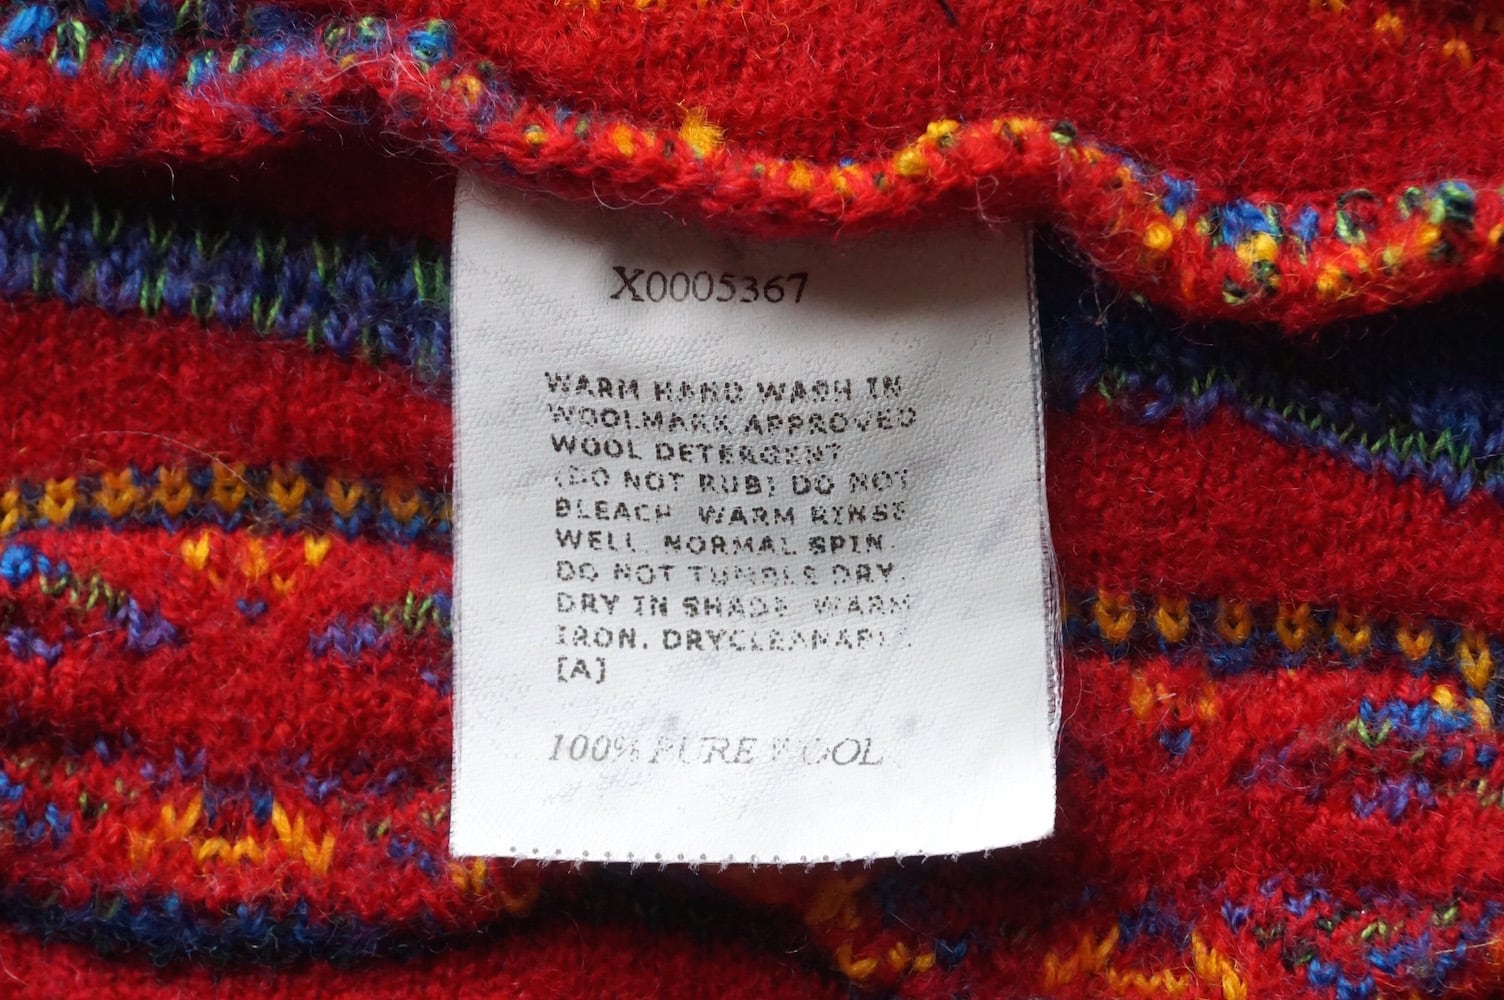 X0005367
WARM HAND WASH IN
WOOLMARK APPROVED
WOOL DETERGENT
(DO NOT RUB) DO NOT
BLEACH. WARM RINSE
WELL. NORMAL SPIN.
DO NOT TUMBLE DRY.
DRY IN SHADE. WARM
IRON. DRYCLEANABLE.
[A]
100% PURE WOOL